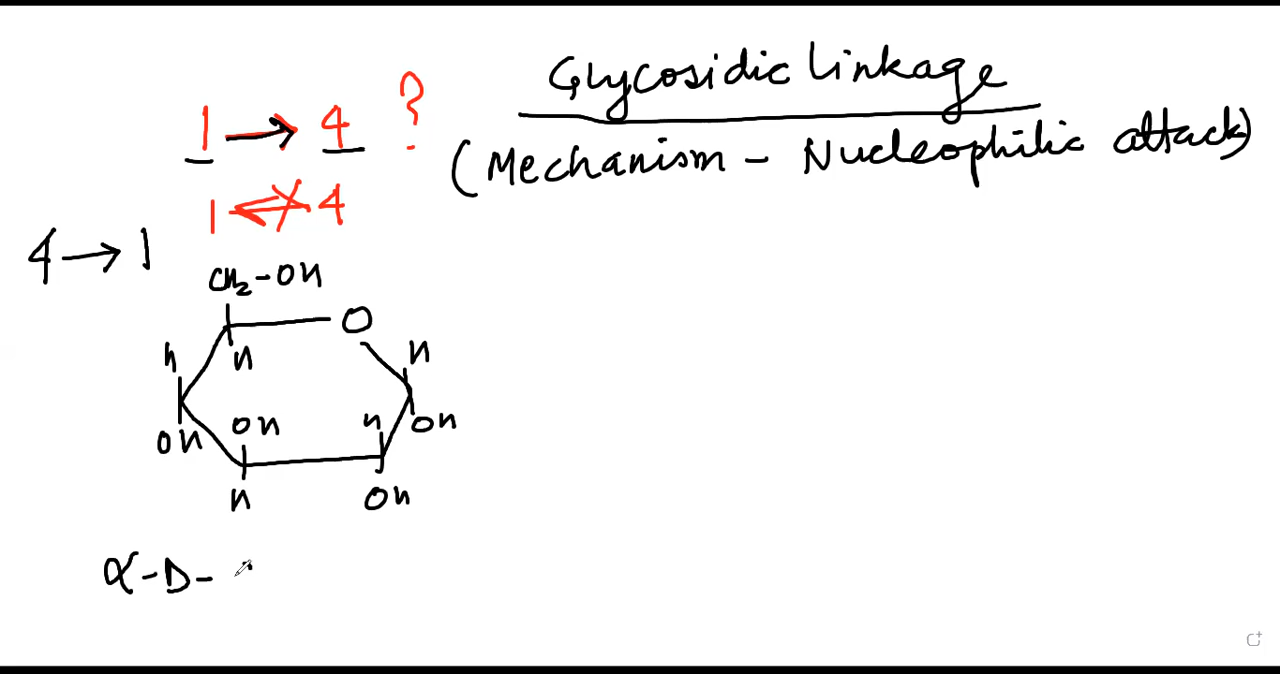 Glycosidic Linkage
(Mechanism - Nucleophilic attack)
1 → 4 ?
1 ⇐ 4
4 → 1
CH2-OH
O
H
H
H
OH
OH
H
OH
H
OH
α-D-